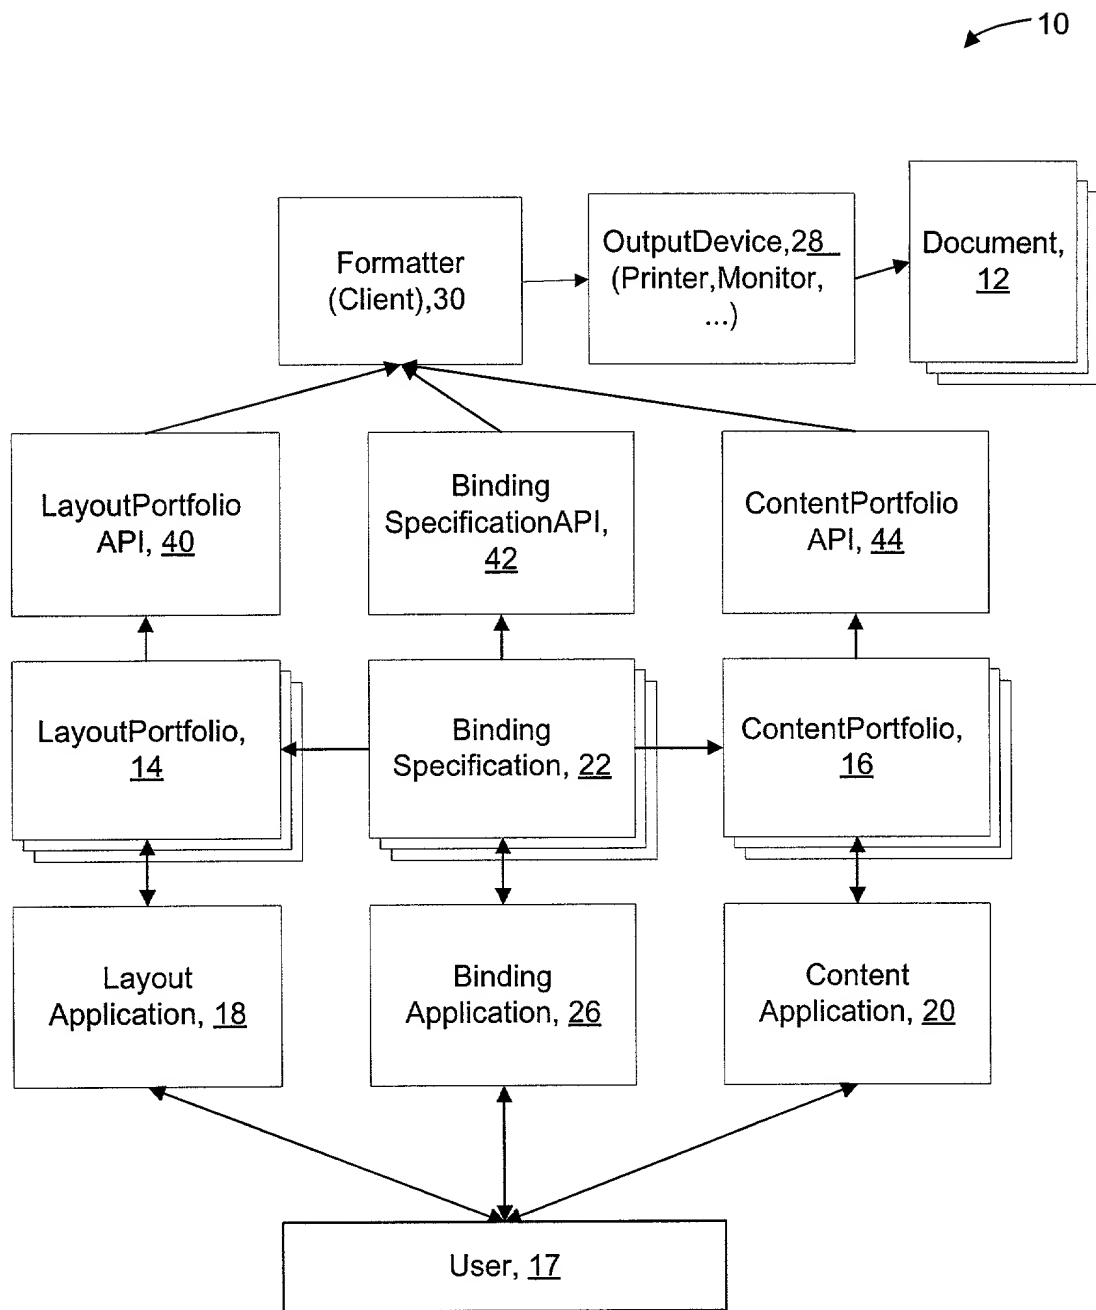 10
Formatter
(Client),30
OutputDevice,28
(Printer,Monitor,
...)
Document,
12
LayoutPortfolio
API, 40
Binding
SpecificationAPI,
42
ContentPortfolio
API, 44
LayoutPortfolio,
14
Binding
Specification, 22
ContentPortfolio,
16
Layout
Application, 18
Binding
Application, 26
Content
Application, 20
User, 17